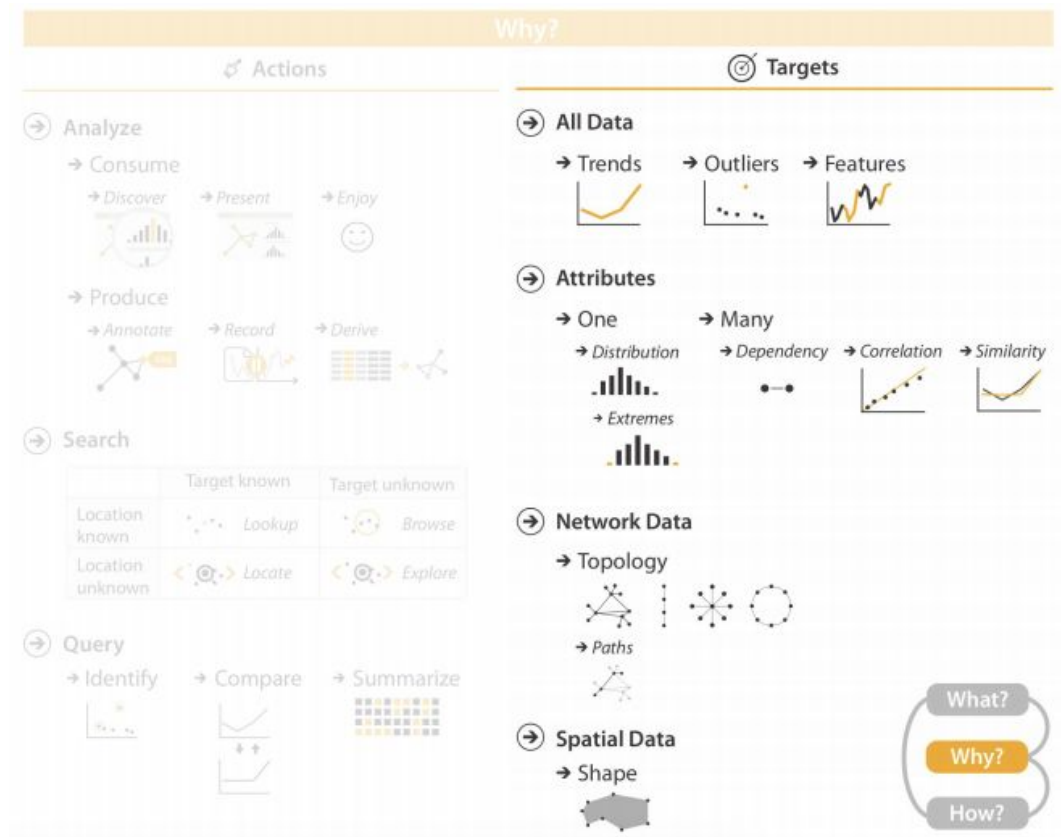 Why?
Actions
Analyze
Consume
Discover
Present
Enjoy
Produce
Annotate
Record
Derive
Search
Target known
Target unknown
Location known
Lookup
Browse
Location unknown
Locate
Explore
Query
Identify
Compare
Summarize
Targets
All Data
Trends
Outliers
Features
Attributes
One
Many
Distribution
Dependency
Correlation
Similarity
Extremes
Network Data
Topology
Paths
Spatial Data
Shape
What?
Why?
How?